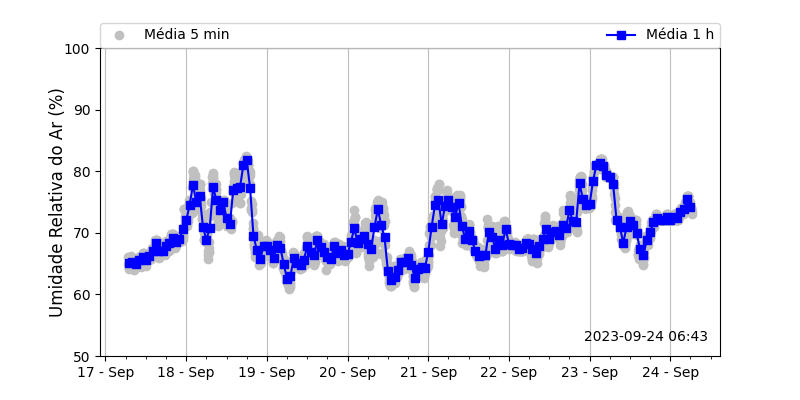 Média 5 min
Média 1 h
100
90
80
70
60
50
Umidade Relativa do Ar (%)
2023-09-24 06:43
17 - Sep
18 - Sep
19 - Sep
20 - Sep
21 - Sep
22 - Sep
23 - Sep
24 - Sep